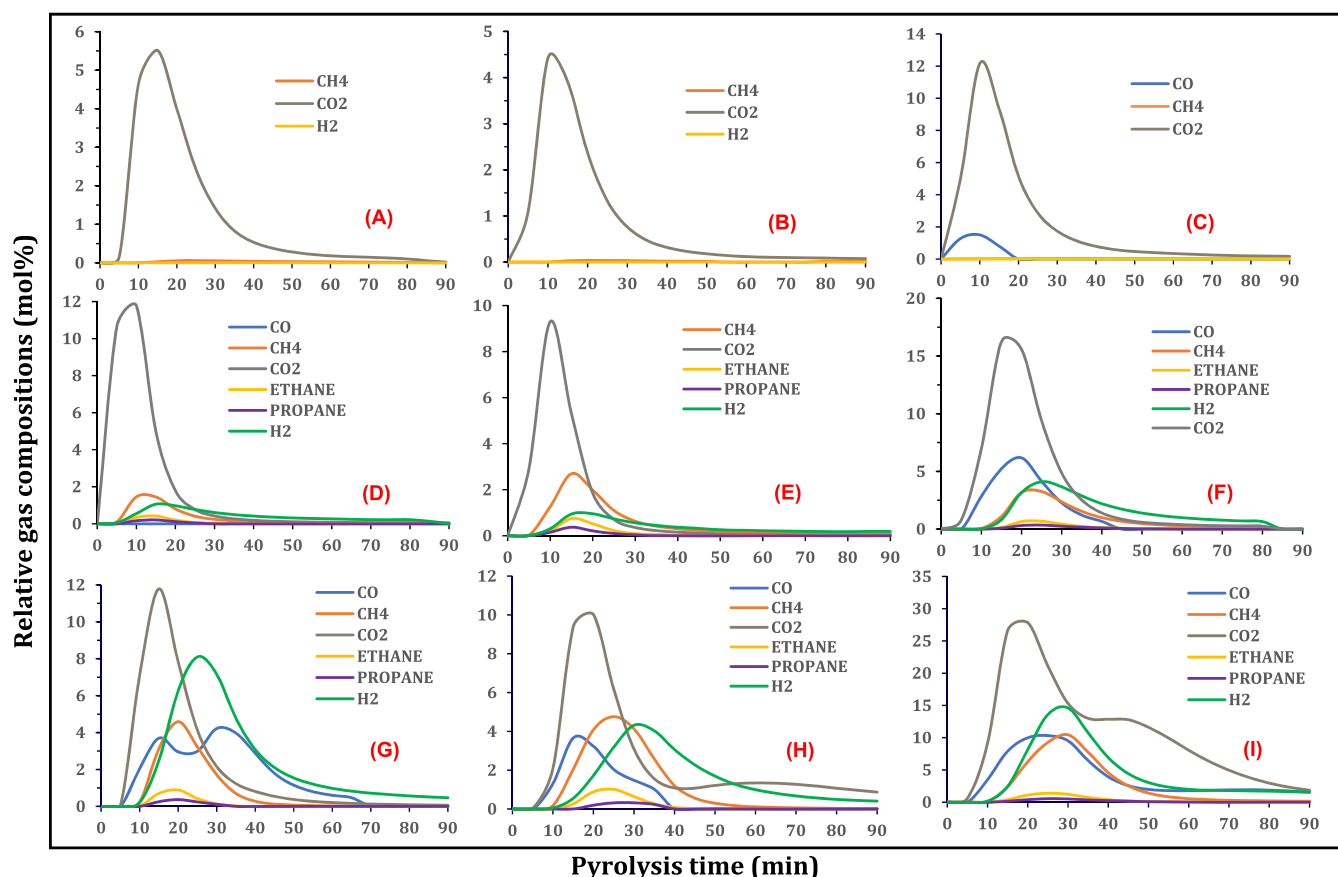 Relative gas compositions (mol%)
6
5
4
3
2
1
0
0 10 20 30 40 50 60 70 80 90
CH4
CO2
H2
(A)
5
4
4
3
3
2
2
1
1
0
0 10 20 30 40 50 60 70 80 90
CH4
CO2
H2
(B)
14
12
10
8
6
4
2
0
0 10 20 30 40 50 60 70 80 90
CO
CH4
CO2
(C)
12
10
8
6
4
2
0
0 10 20 30 40 50 60 70 80 90
CO
CH4
CO2
ETHANE
PROPANE
H2
(D)
10
8
6
4
2
0
0 10 20 30 40 50 60 70 80 90
CH4
CO2
ETHANE
PROPANE
H2
(E)
20
15
10
5
0
0 10 20 30 40 50 60 70 80 90
CO
CH4
ETHANE
PROPANE
H2
CO2
(F)
12
10
8
6
4
2
0
0 10 20 30 40 50 60 70 80 90
CO
CH4
CO2
ETHANE
PROPANE
H2
(G)
12
10
8
6
4
2
0
0 10 20 30 40 50 60 70 80 90
CO
CH4
CO2
ETHANE
PROPANE
H2
(H)
35
30
25
20
15
10
5
0
0 10 20 30 40 50 60 70 80 90
CO
CH4
CO2
ETHANE
PROPANE
H2
(I)
Pyrolysis time (min)